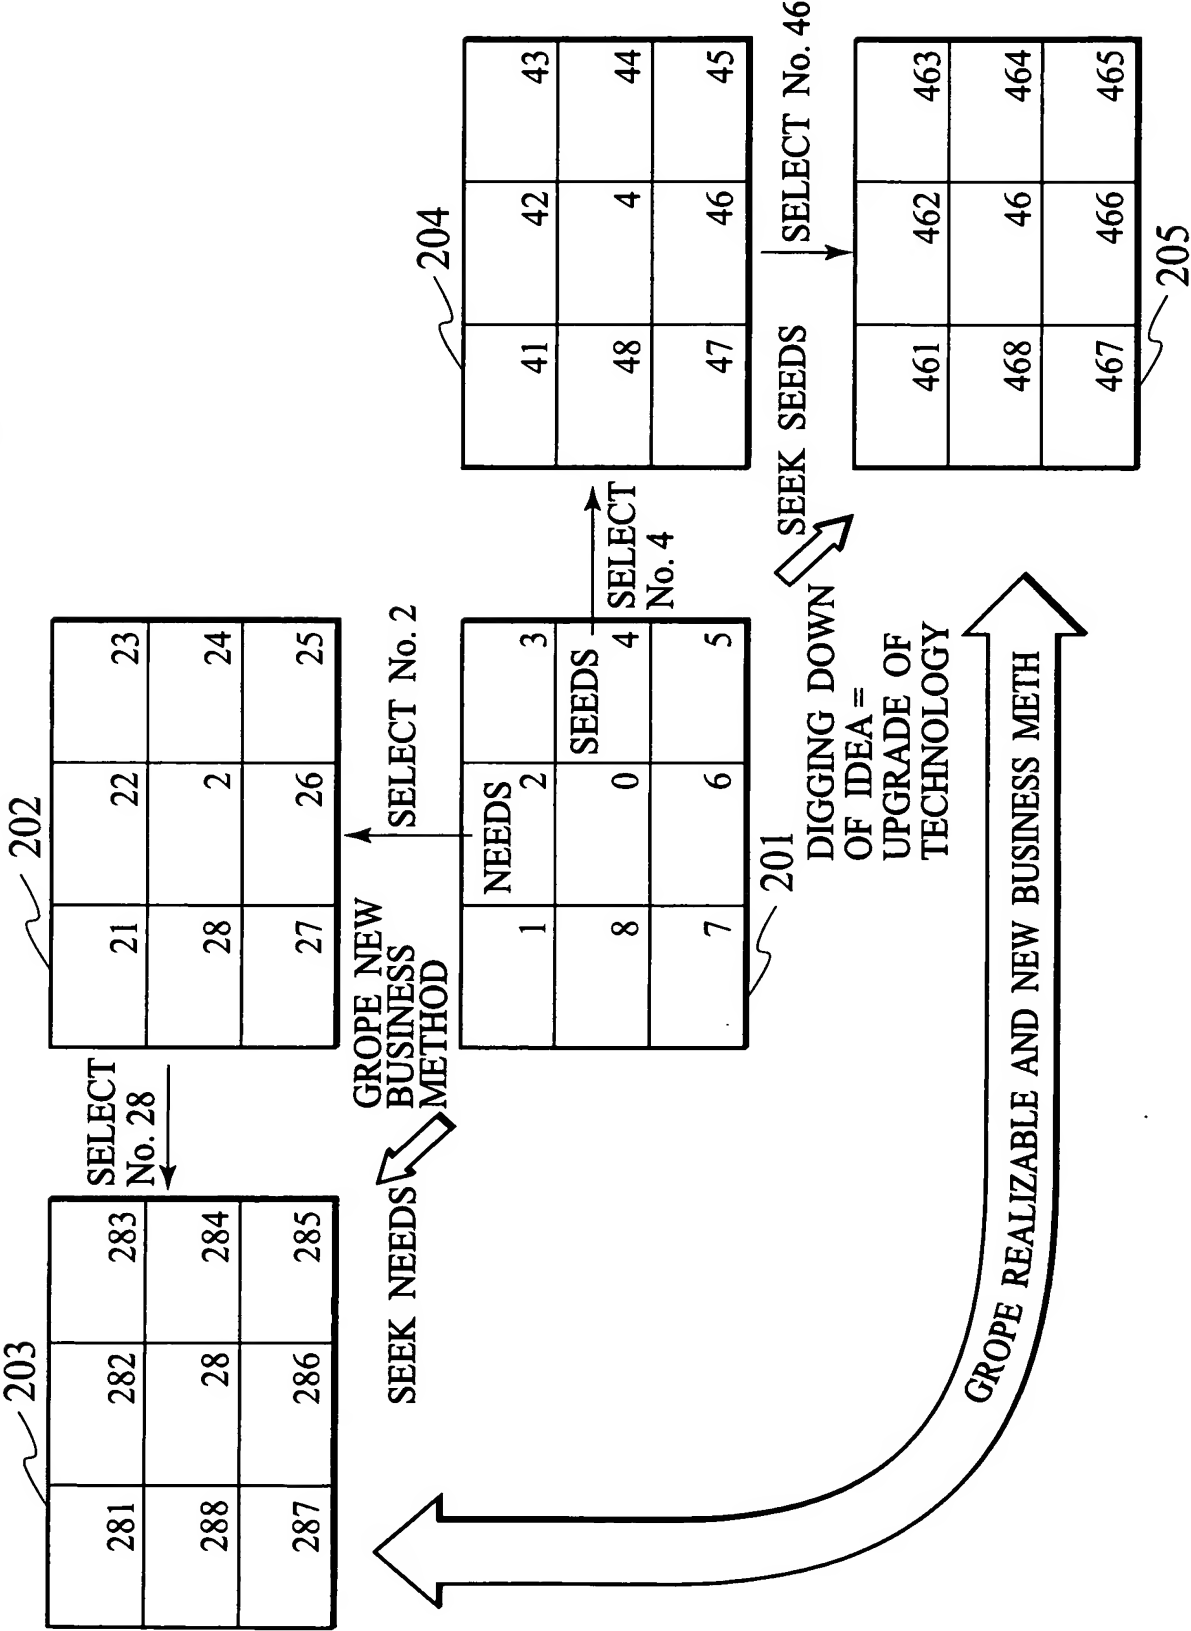 203
281 282 283
288 28 284
287 286 285
SELECT
No. 28
202
21 22 23
28 2 24
27 26 25
SEEK NEEDS
GROPE NEW
BUSINESS
METHOD
SELECT No. 2
NEEDS
1 2 3
SEEDS
8 0 4
7 6 5
201
SELECT
No. 4
204
41 42 43
48 4 44
47 46 45
DIGGING DOWN
OF IDEA =
UPGRADE OF
TECHNOLOGY
SEEK SEEDS
SELECT No. 46
461 462 463
468 46 464
467 466 465
205
GROPE REALIZABLE AND NEW BUSINESS METH